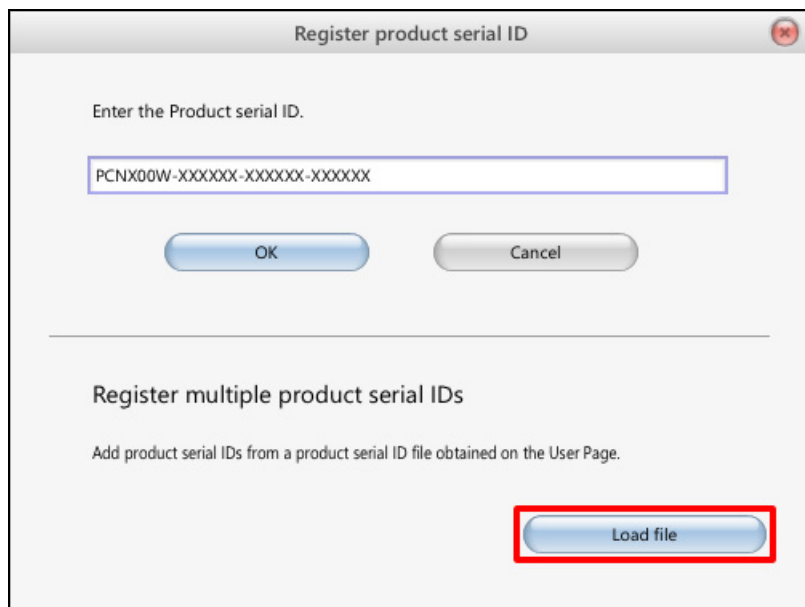 Register product serial ID
Enter the Product serial ID.
PCNX00W-XXXXXX-XXXXXX-XXXXXX
OK Cancel
Register multiple product serial IDs
Add product serial IDs from a product serial ID file obtained on the User Page.
Load file